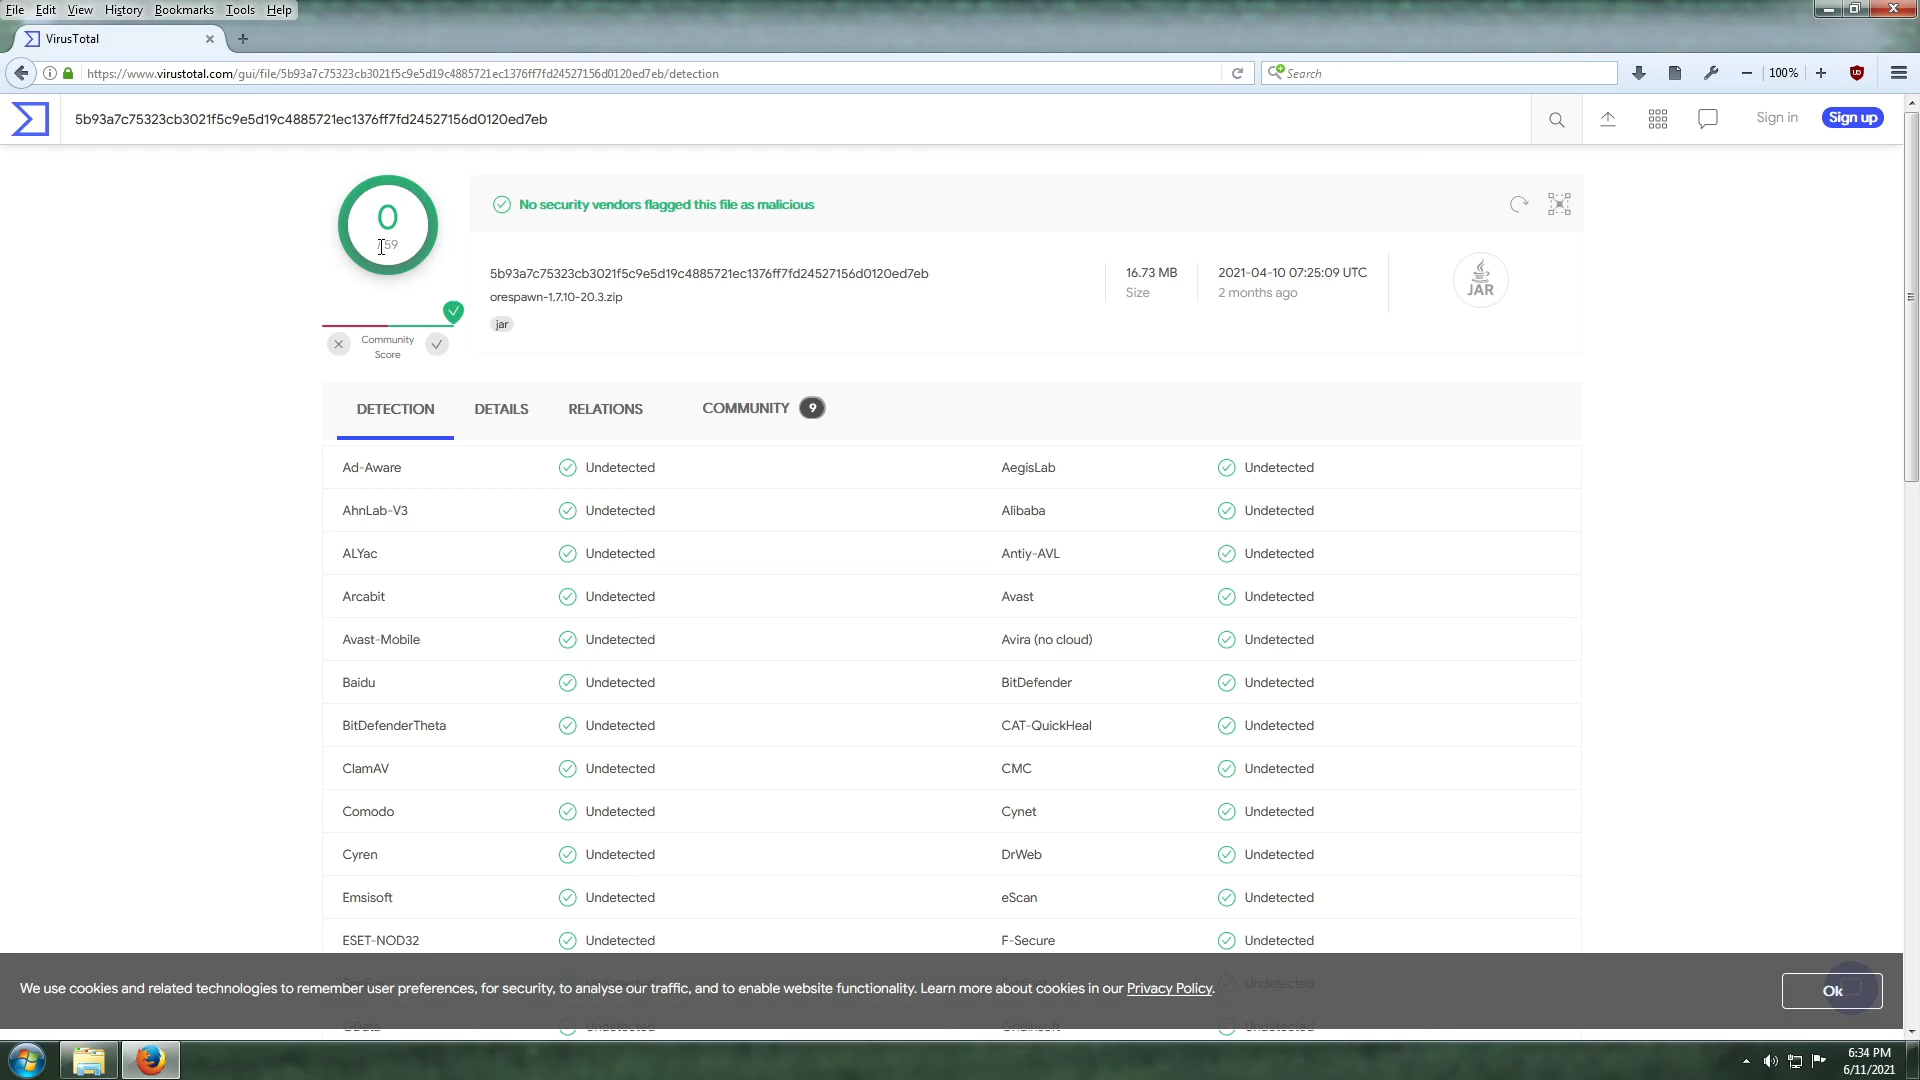 File Edit View History Bookmarks Tools Help
VirusTotal
https://www.virustotal.com/gui/file/5b93a7c75323cb3021f5c9e5d19c4885721ec1376ff7fd24527156d0120ed7eb/detection
Search
100%
5b93a7c75323cb3021f5c9e5d19c4885721ec1376ff7fd24527156d0120ed7eb
Sign in
Sign up
0
/ 59
No security vendors flagged this file as malicious
5b93a7c75323cb3021f5c9e5d19c4885721ec1376ff7fd24527156d0120ed7eb
orespawn-1.7.10-20.3.zip
jar
16.73 MB
Size
2021-04-10 07:25:09 UTC
2 months ago
JAR
Community
Score
DETECTION DETAILS RELATIONS COMMUNITY 9
Ad-Aware Undetected AegisLab Undetected
AhnLab-V3 Undetected Alibaba Undetected
ALYac Undetected Antiy-AVL Undetected
Arcabit Undetected Avast Undetected
Avast-Mobile Undetected Avira (no cloud) Undetected
Baidu Undetected BitDefender Undetected
BitDefenderTheta Undetected CAT-QuickHeal Undetected
ClamAV Undetected CMC Undetected
Comodo Undetected Cynet Undetected
Cyren Undetected DrWeb Undetected
Emsisoft Undetected eScan Undetected
ESET-NOD32 Undetected F-Secure Undetected
Undetected
We use cookies and related technologies to remember user preferences, for security, to analyse our traffic, and to enable website functionality. Learn more about cookies in our Privacy Policy.
Ok
GData Undetected Gridinsoft Undetected
6:34 PM
6/11/2021